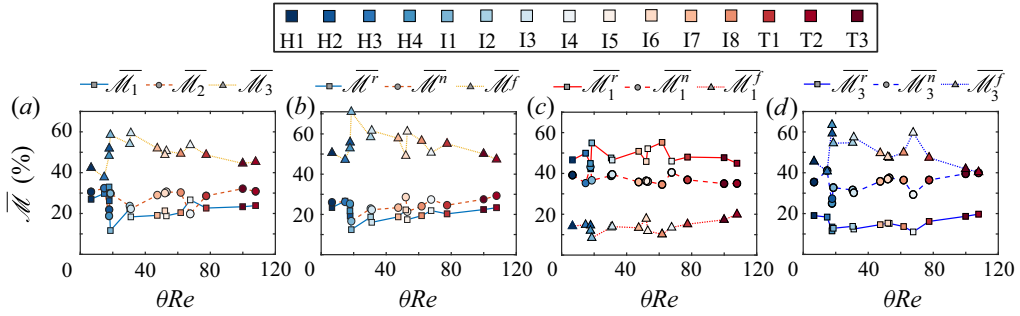 H1 H2 H3 H4 I1 I2 I3 I4 I5 I6 I7 I8 T1 T2 T3
(a) ℳ̅₁ ℳ̅₂ ℳ̅₃
(b) ℳ̅ʳ ℳ̅ⁿ ℳ̅ᶠ
(c) ℳ̅₁ʳ ℳ̅₁ⁿ ℳ̅₁ᶠ
(d) ℳ̅₃ʳ ℳ̅₃ⁿ ℳ̅₃ᶠ
ℳ̅ (%)
60
40
20
0 40 80 120
θRe
60
40
20
0 40 80 120
θRe
60
40
20
0 40 80 120
θRe
60
40
20
0 40 80 120
θRe